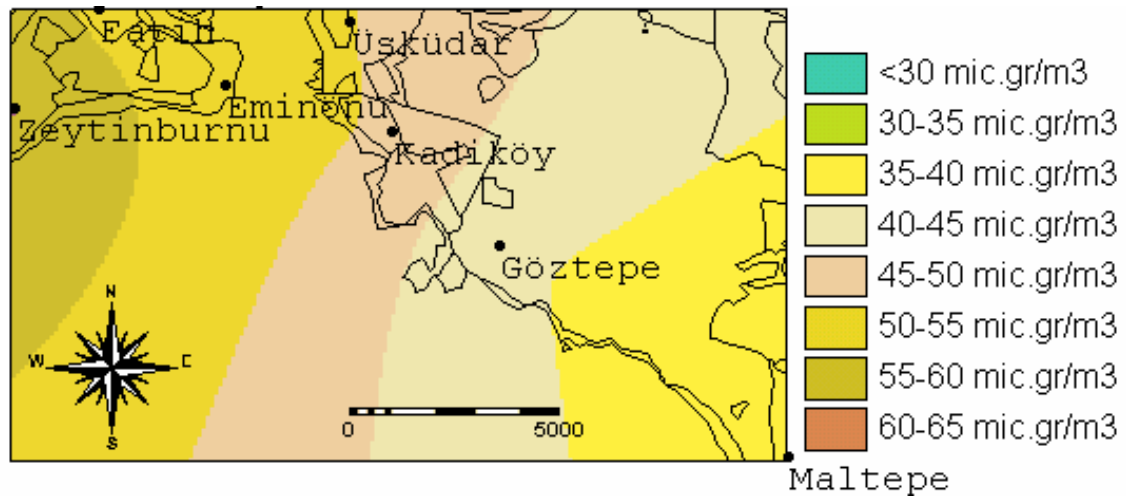 Fatih
Üsküdar
Eminönü
Zeytinburnu
Kadiköy
Göztepe
N
W
E
S
0 5000
Maltepe
<30 mic.gr/m3
30-35 mic.gr/m3
35-40 mic.gr/m3
40-45 mic.gr/m3
45-50 mic.gr/m3
50-55 mic.gr/m3
55-60 mic.gr/m3
60-65 mic.gr/m3